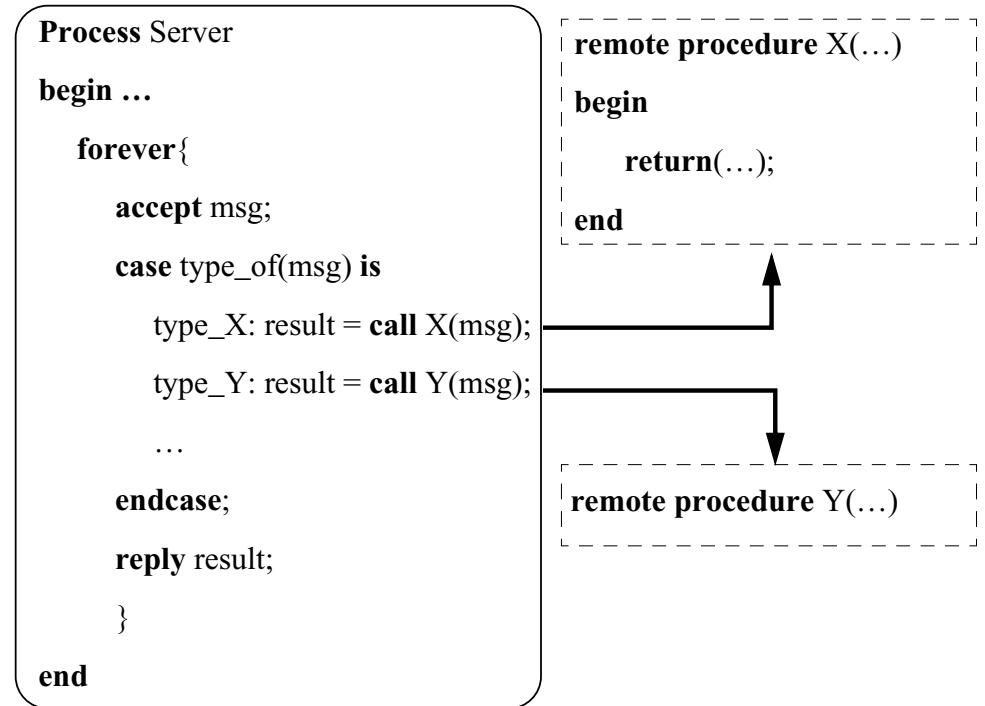 Process Server
begin …
forever{
accept msg;
case type_of(msg) is
type_X: result = call X(msg);
type_Y: result = call Y(msg);
…
endcase;
reply result;
}
end
remote procedure X(…)
begin
return(…);
end
remote procedure Y(…)